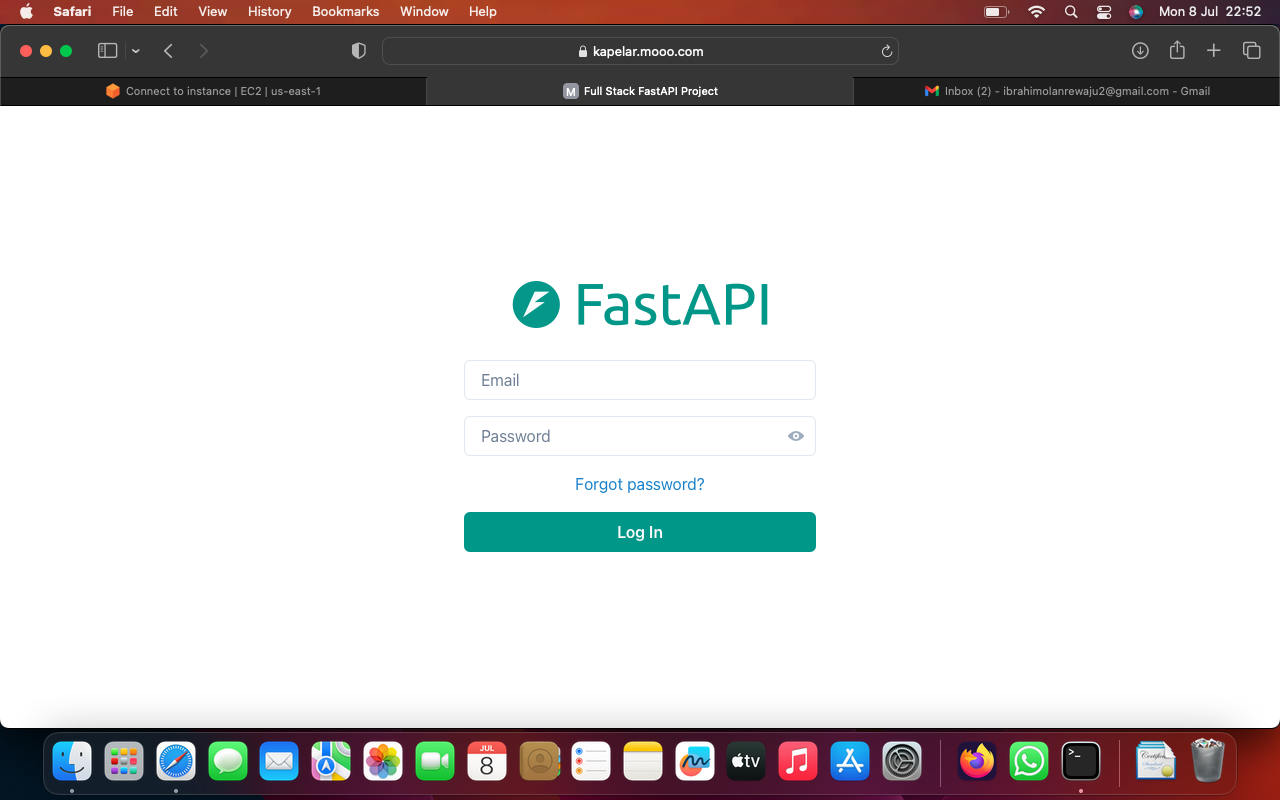 Safari File Edit View History Bookmarks Window Help Mon 8 Jul 22:52
kapelar.mooo.com
Connect to instance | EC2 | us-east-1
M Full Stack FastAPI Project
Inbox (2) - ibrahimolanrewaju2@gmail.com - Gmail
FastAPI
Email
Password
Forgot password?
Log In
JUL
8
tv
>_